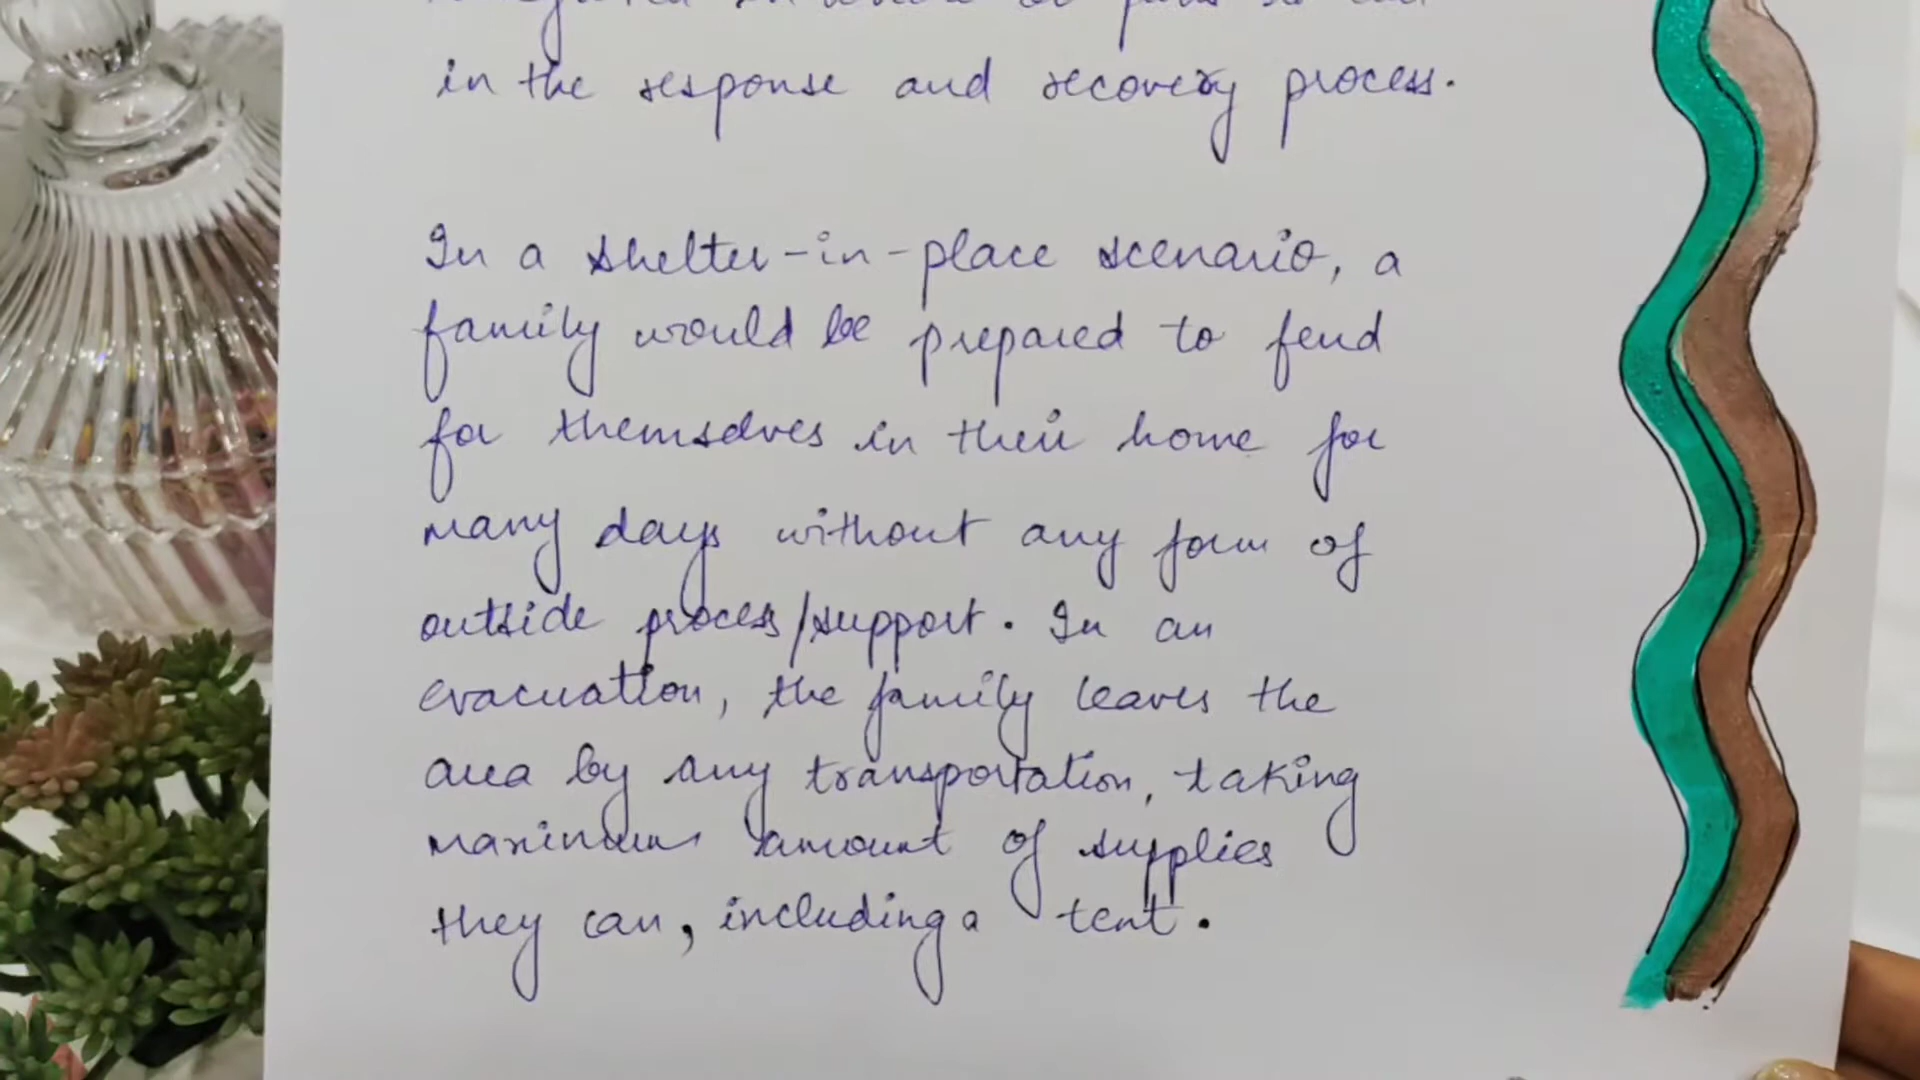 in the response and recovery process.
In a shelter-in-place scenario, a
family would be prepared to fend
for themselves in their home for
many days without any form of
outside process/support. In an
evacuation, the family leaves the
area by any transportation, taking
maximum amount of supplies
they can, including a tent.